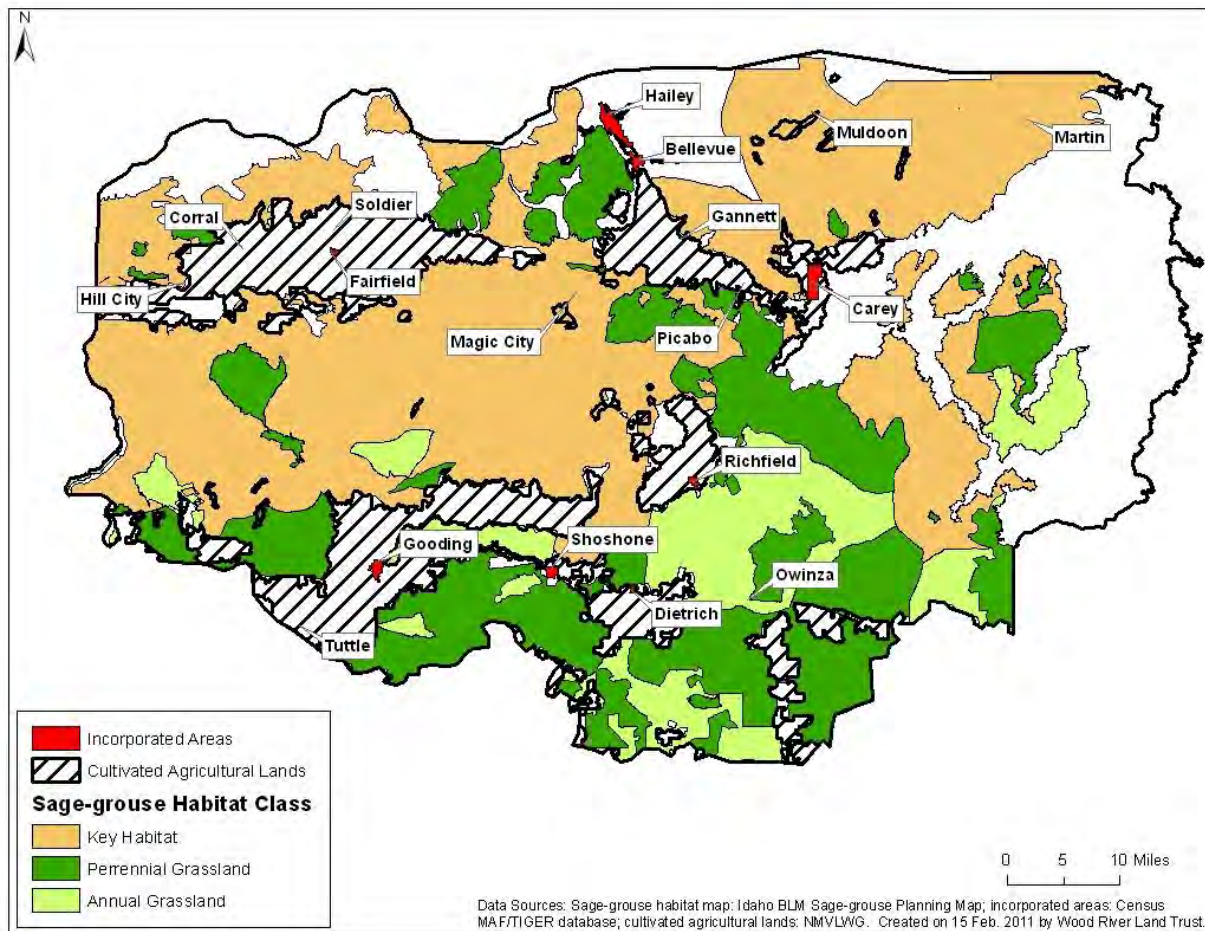 N
Hailey
Muldoon
Martin
Bellevue
Soldier
Corral
Gannett
Fairfield
Hill City
Carey
Magic City
Picabo
Richfield
Gooding
Shoshone
Owinza
Dietrich
Tuttle
Incorporated Areas
Cultivated Agricultural Lands
Sage-grouse Habitat Class
Key Habitat
Perrennial Grassland
Annual Grassland
0 5 10 Miles
Data Sources: Sage-grouse habitat map: Idaho BLM Sage-grouse Planning Map; incorporated areas: Census
MAF/TIGER database; cultivated agricultural lands: NMVLWG. Created on 15 Feb. 2011 by Wood River Land Trust.